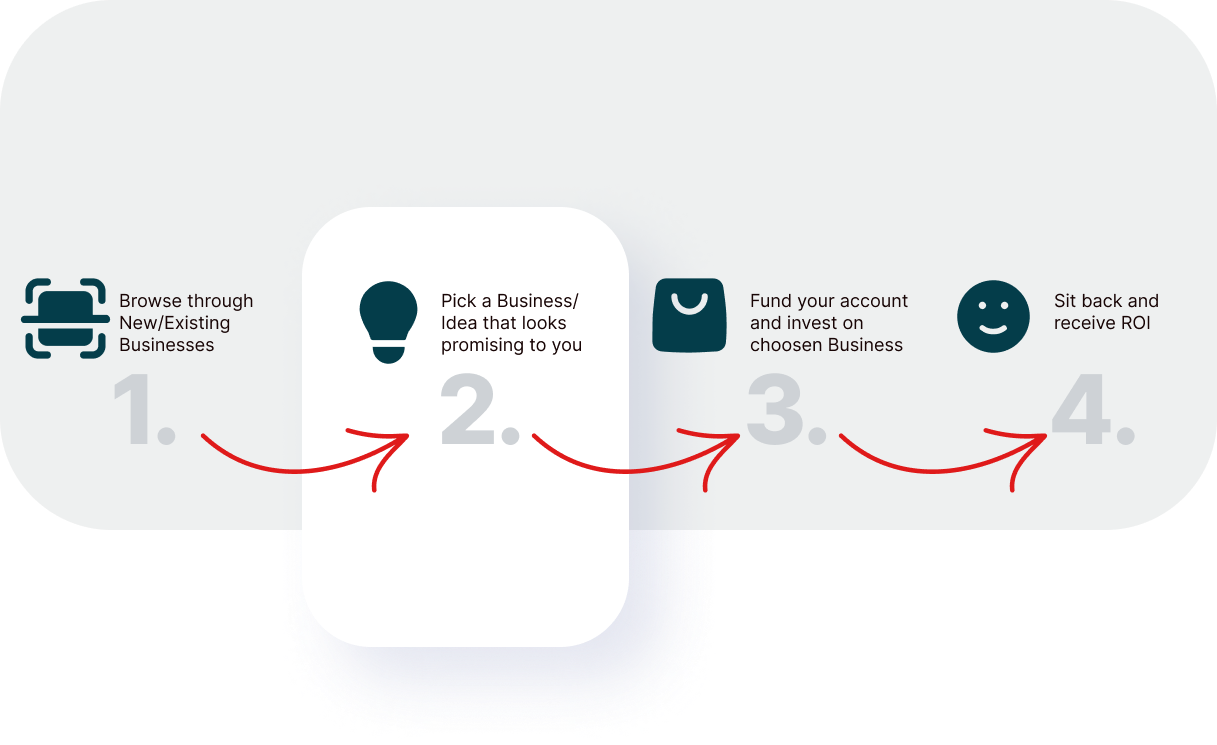 Browse through
New/Existing
Businesses
1.
Pick a Business/
Idea that looks
promising to you
2.
Fund your account
and invest on
choosen Business
3.
Sit back and
receive ROI
4.